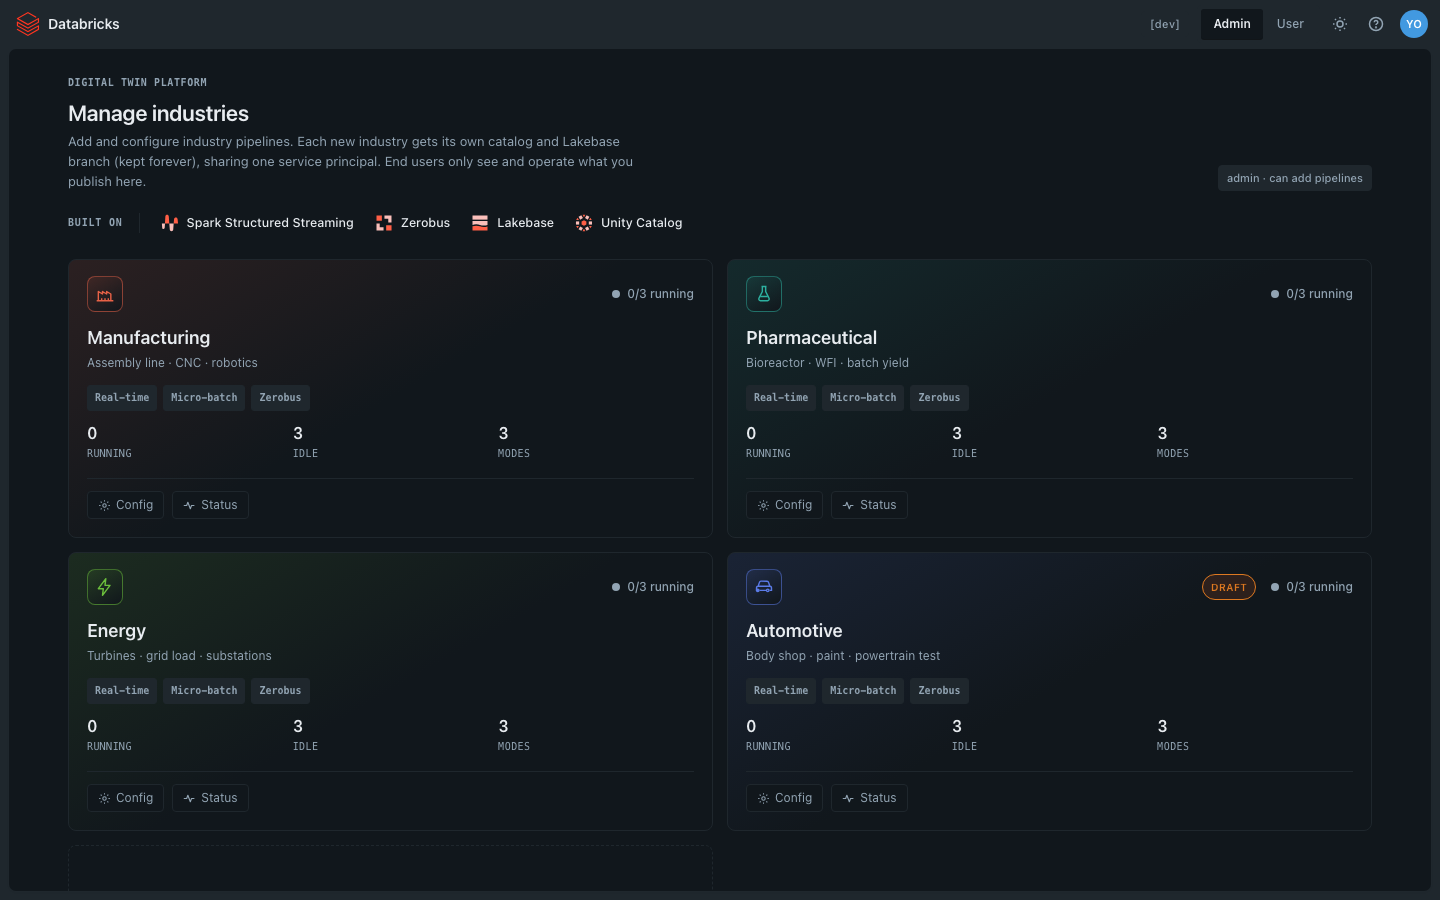 Databricks
[dev]
Admin
User
YO
DIGITAL TWIN PLATFORM
Manage industries
Add and configure industry pipelines. Each new industry gets its own catalog and Lakebase
branch (kept forever), sharing one service principal. End users only see and operate what you
publish here.
admin · can add pipelines
BUILT ON
Spark Structured Streaming
Zerobus
Lakebase
Unity Catalog
0/3 running
Manufacturing
Assembly line · CNC · robotics
Real-time
Micro-batch
Zerobus
0
3
3
RUNNING
IDLE
MODES
Config
Status
0/3 running
Pharmaceutical
Bioreactor · WFI · batch yield
Real-time
Micro-batch
Zerobus
0
3
3
RUNNING
IDLE
MODES
Config
Status
0/3 running
Energy
Turbines · grid load · substations
Real-time
Micro-batch
Zerobus
0
3
3
RUNNING
IDLE
MODES
Config
Status
DRAFT
0/3 running
Automotive
Body shop · paint · powertrain test
Real-time
Micro-batch
Zerobus
0
3
3
RUNNING
IDLE
MODES
Config
Status